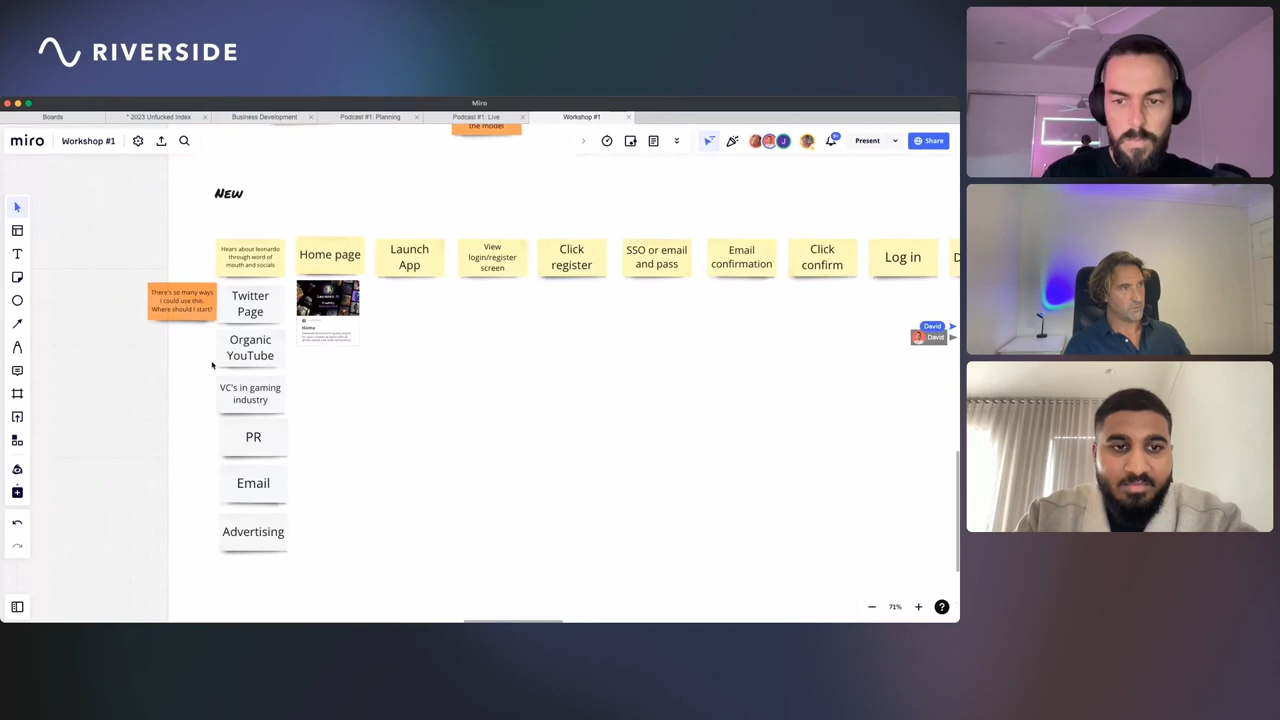 RIVERSIDE
Miro
Boards
* 2023 Unfucked Index
Business Development
Podcast #1: Planning
Podcast #1: Live
Workshop #1
the model
miro
Workshop #1
Present
Share
New
Hears about leonardo
through word of
mouth and socials
Home page
Launch
App
View
login/register
screen
Click
register
SSO or email
and pass
Email
confirmation
Click
confirm
Log in
D
There's so many ways
I could use this.
Where should I start?
Twitter
Page
Home
Organic
YouTube
David
David
VC's in gaming
industry
PR
Email
Advertising
71%